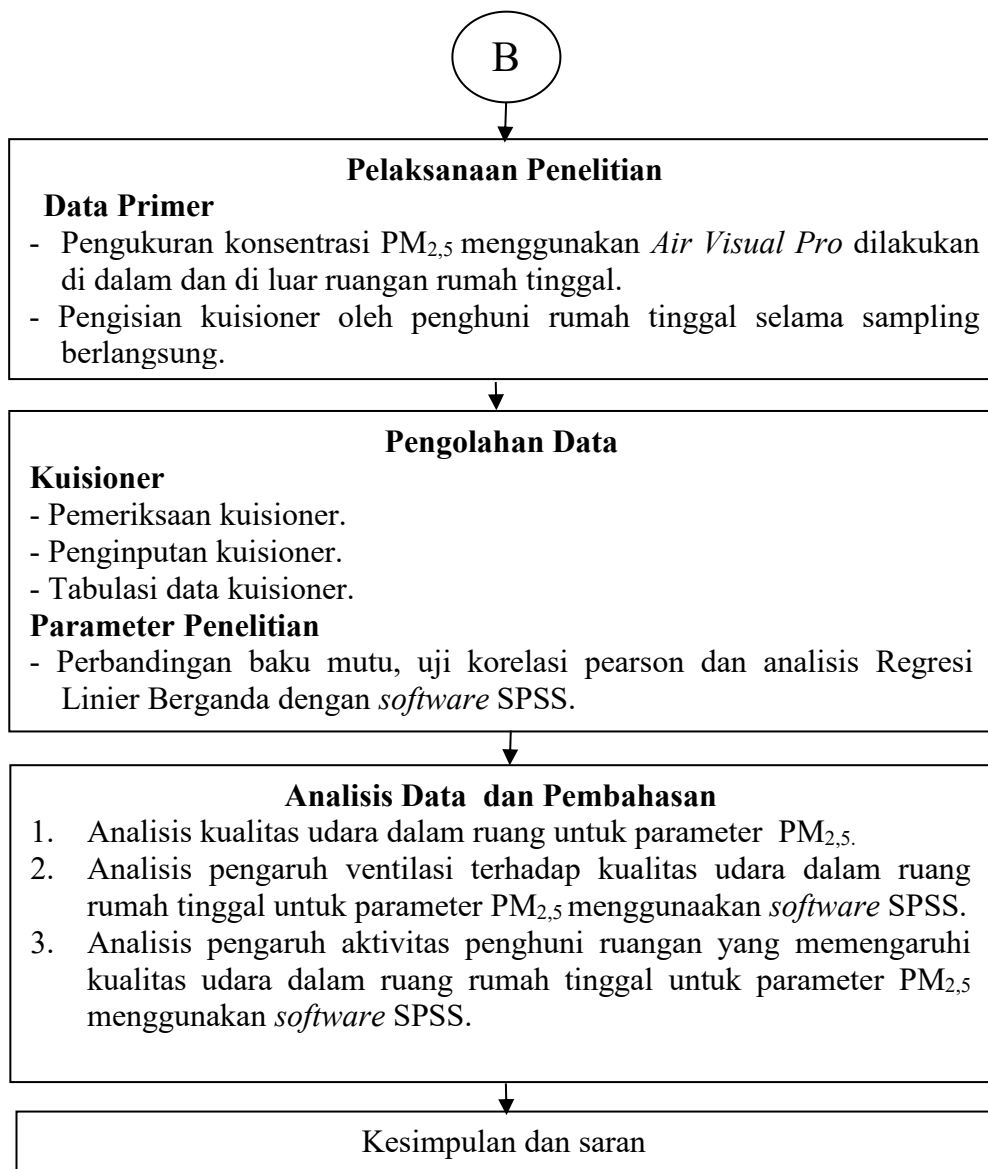 B
Pelaksanaan Penelitian
Data Primer
- Pengukuran konsentrasi PM2,5 menggunakan Air Visual Pro dilakukan
di dalam dan di luar ruangan rumah tinggal.
- Pengisian kuisioner oleh penghuni rumah tinggal selama sampling
berlangsung.
Pengolahan Data
Kuisioner
- Pemeriksaan kuisioner.
- Penginputan kuisioner.
- Tabulasi data kuisioner.
Parameter Penelitian
- Perbandingan baku mutu, uji korelasi pearson dan analisis Regresi
Linier Berganda dengan software SPSS.
Analisis Data dan Pembahasan
1. Analisis kualitas udara dalam ruang untuk parameter PM2,5.
2. Analisis pengaruh ventilasi terhadap kualitas udara dalam ruang
rumah tinggal untuk parameter PM2,5 menggunaakan software SPSS.
3. Analisis pengaruh aktivitas penghuni ruangan yang memengaruhi
kualitas udara dalam ruang rumah tinggal untuk parameter PM2,5
menggunakan software SPSS.
Kesimpulan dan saran